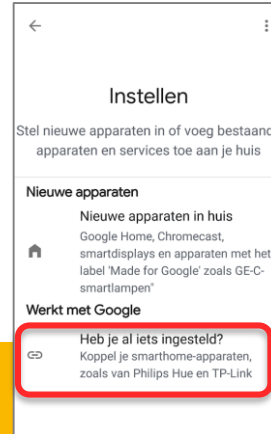 Instellen
Stel nieuwe apparaten in of voeg bestaand
apparaten en services toe aan je huis
Nieuwe apparaten
Nieuwe apparaten in huis
Google Home, Chromecast,
smartdisplays en apparaten met het
label 'Made for Google' zoals GE-C-
smartlampen"
Werkt met Google
Heb je al iets ingesteld?
Koppel je smarthome-apparaten,
zoals van Philips Hue en TP-Link